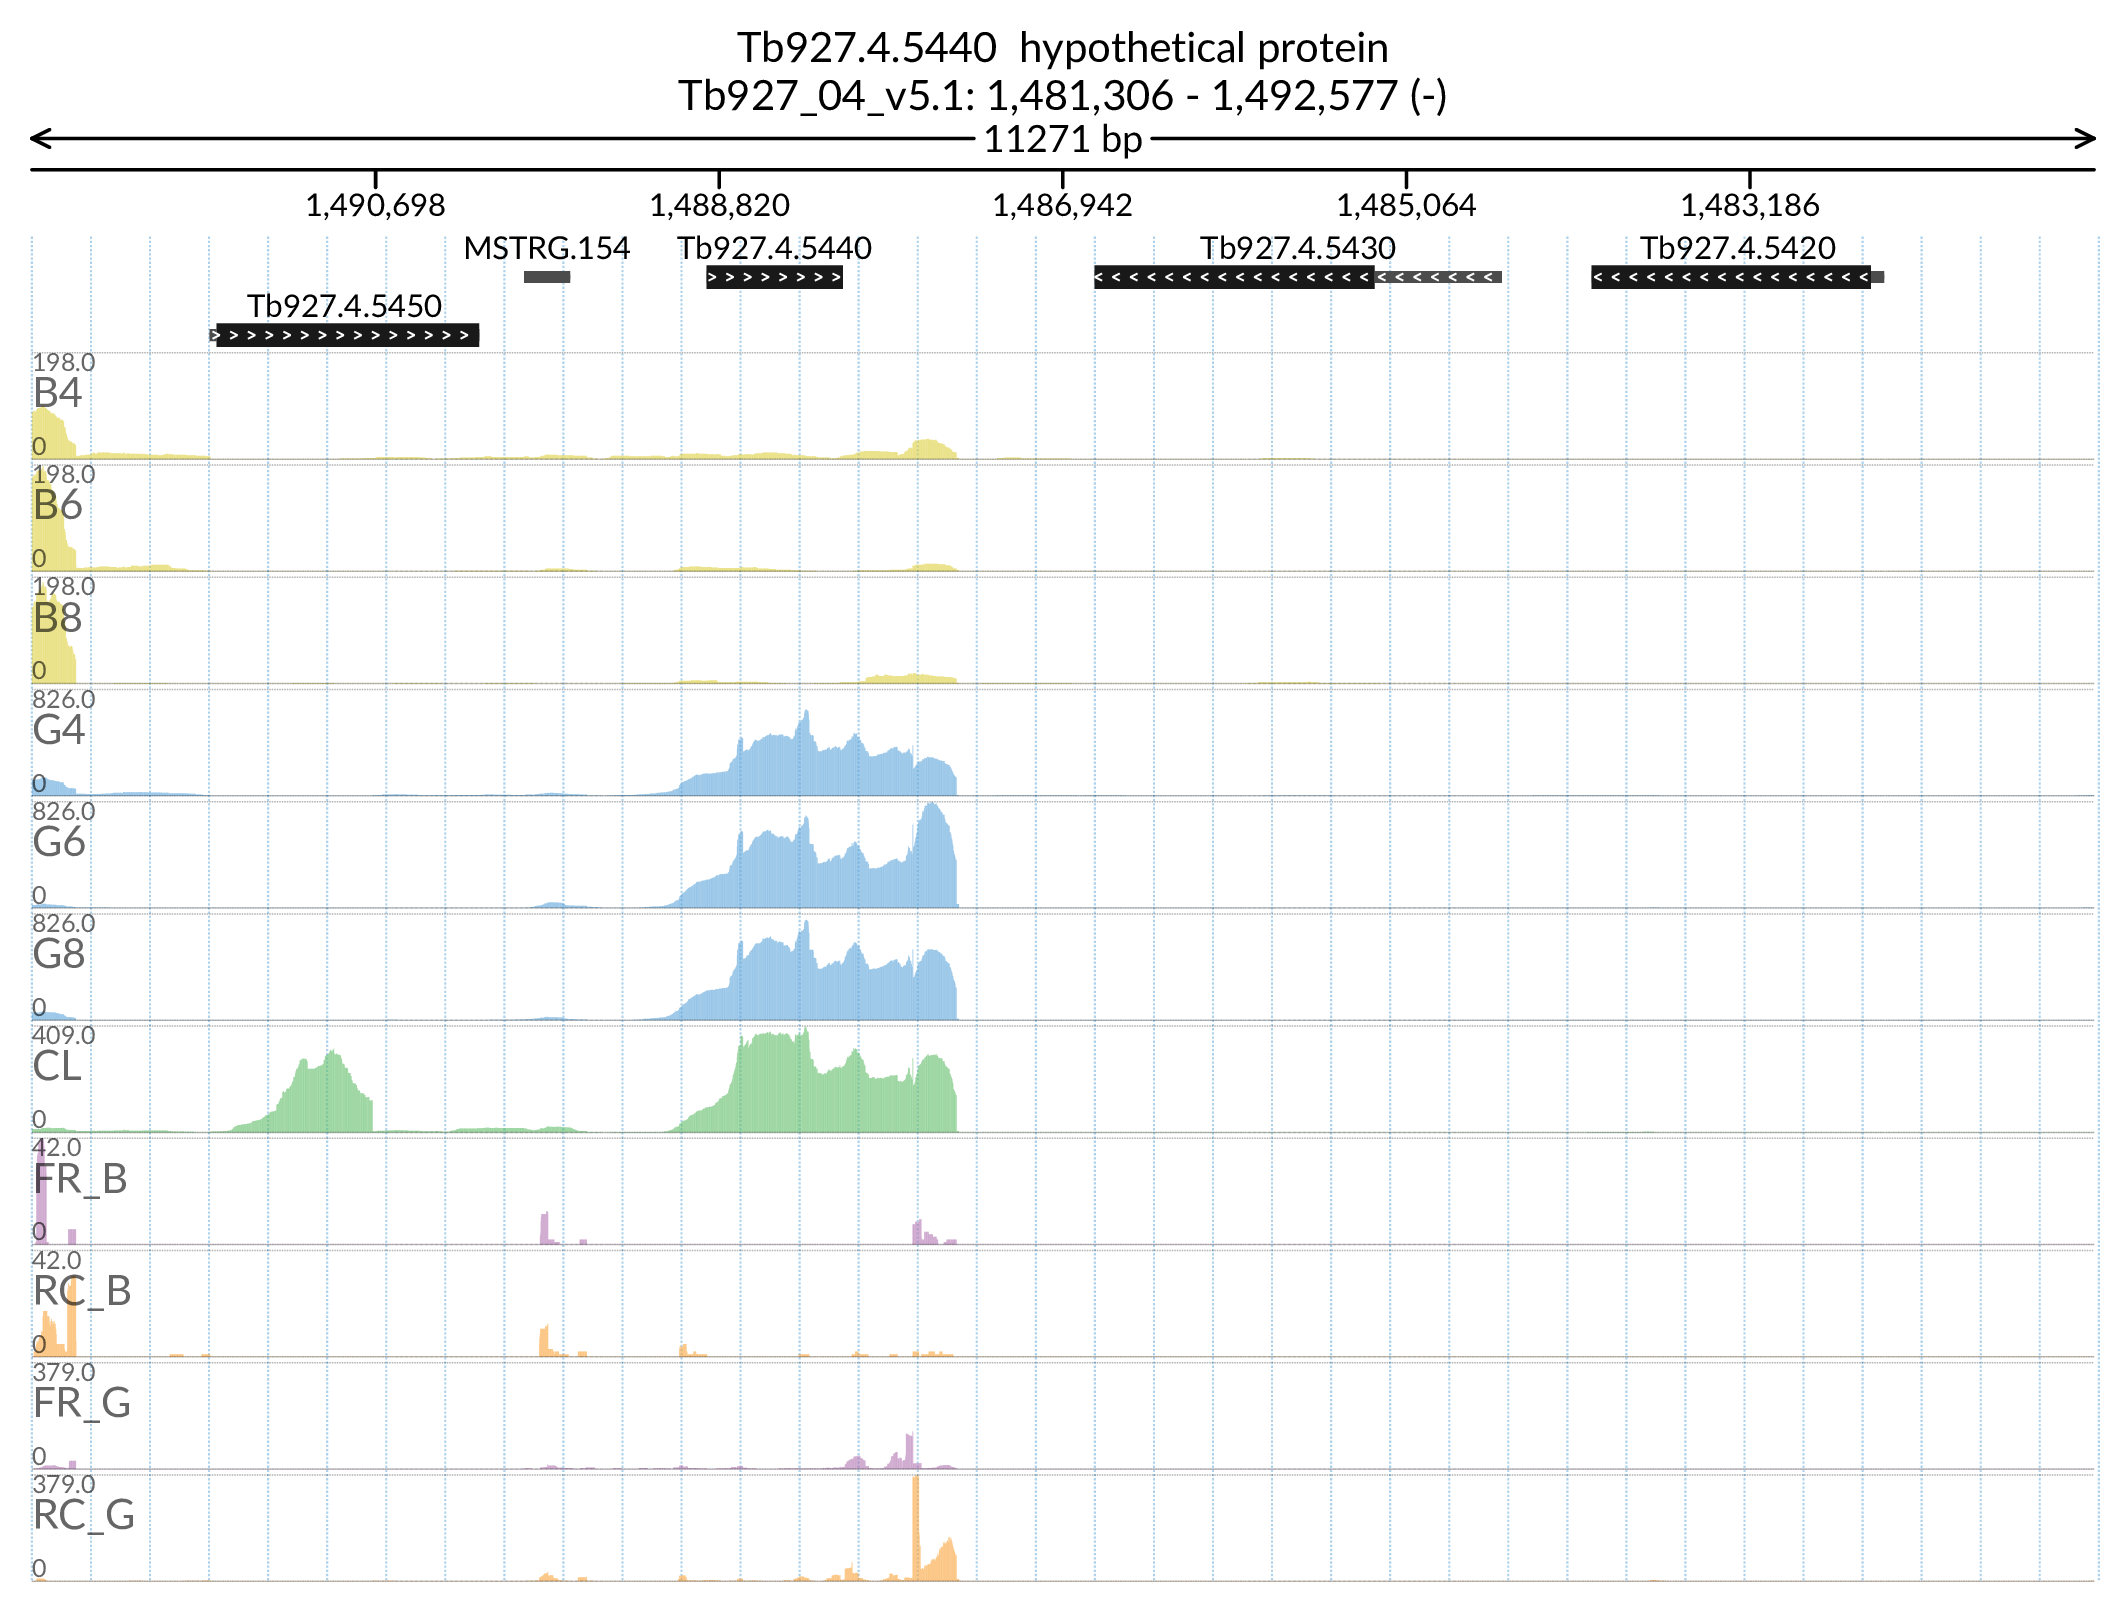 Tb927.4.5440 hypothetical protein
Tb927_04_v5.1: 1,481,306 - 1,492,577 (-)
11271 bp
1,490,698 1,488,820 1,486,942 1,485,064 1,483,186
MSTRG.154 Tb927.4.5440 Tb927.4.5430 Tb927.4.5420
Tb927.4.5450
198.0
B4
0
198.0
B6
0
198.0
B8
0
826.0
G4
0
826.0
G6
0
826.0
G8
0
409.0
CL
0
42.0
FR_B
0
42.0
RC_B
0
379.0
FR_G
0
379.0
RC_G
0